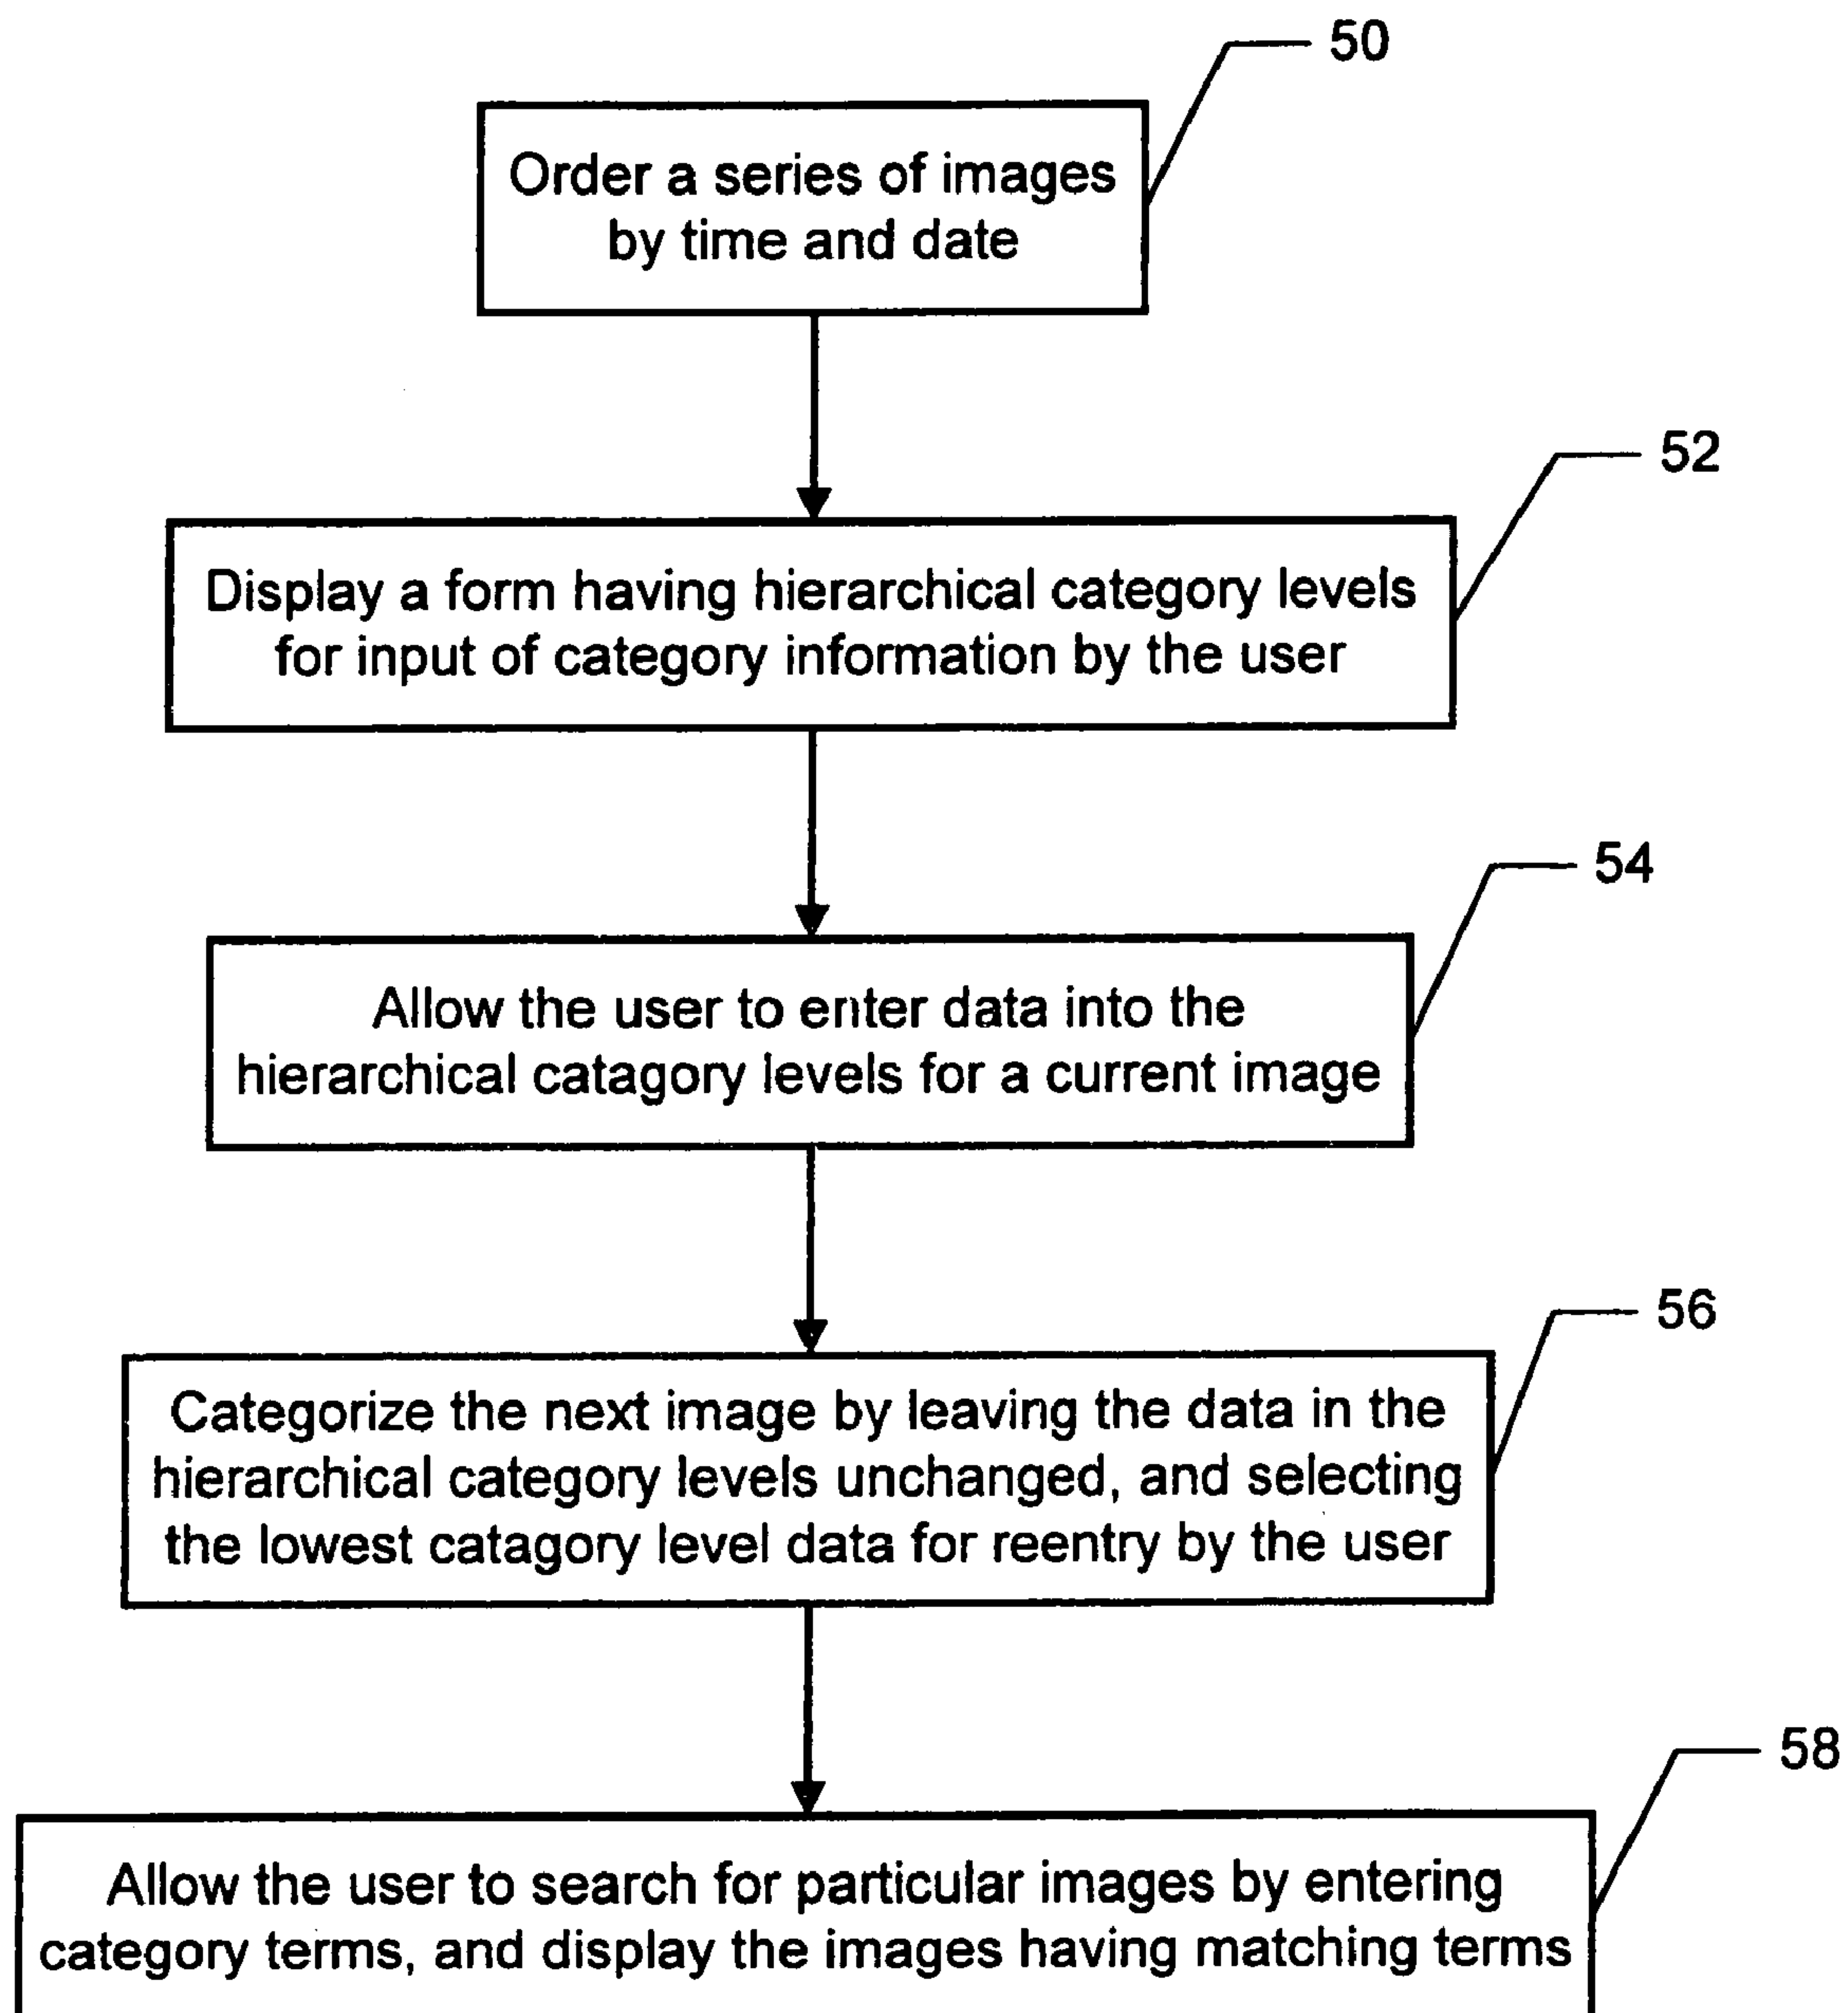 50
Order a series of images
by time and date
52
Display a form having hierarchical category levels
for input of category information by the user
54
Allow the user to enter data into the
hierarchical catagory levels for a current image
56
Categorize the next image by leaving the data in the
hierarchical category levels unchanged, and selecting
the lowest catagory level data for reentry by the user
58
Allow the user to search for particular images by entering
category terms, and display the images having matching terms